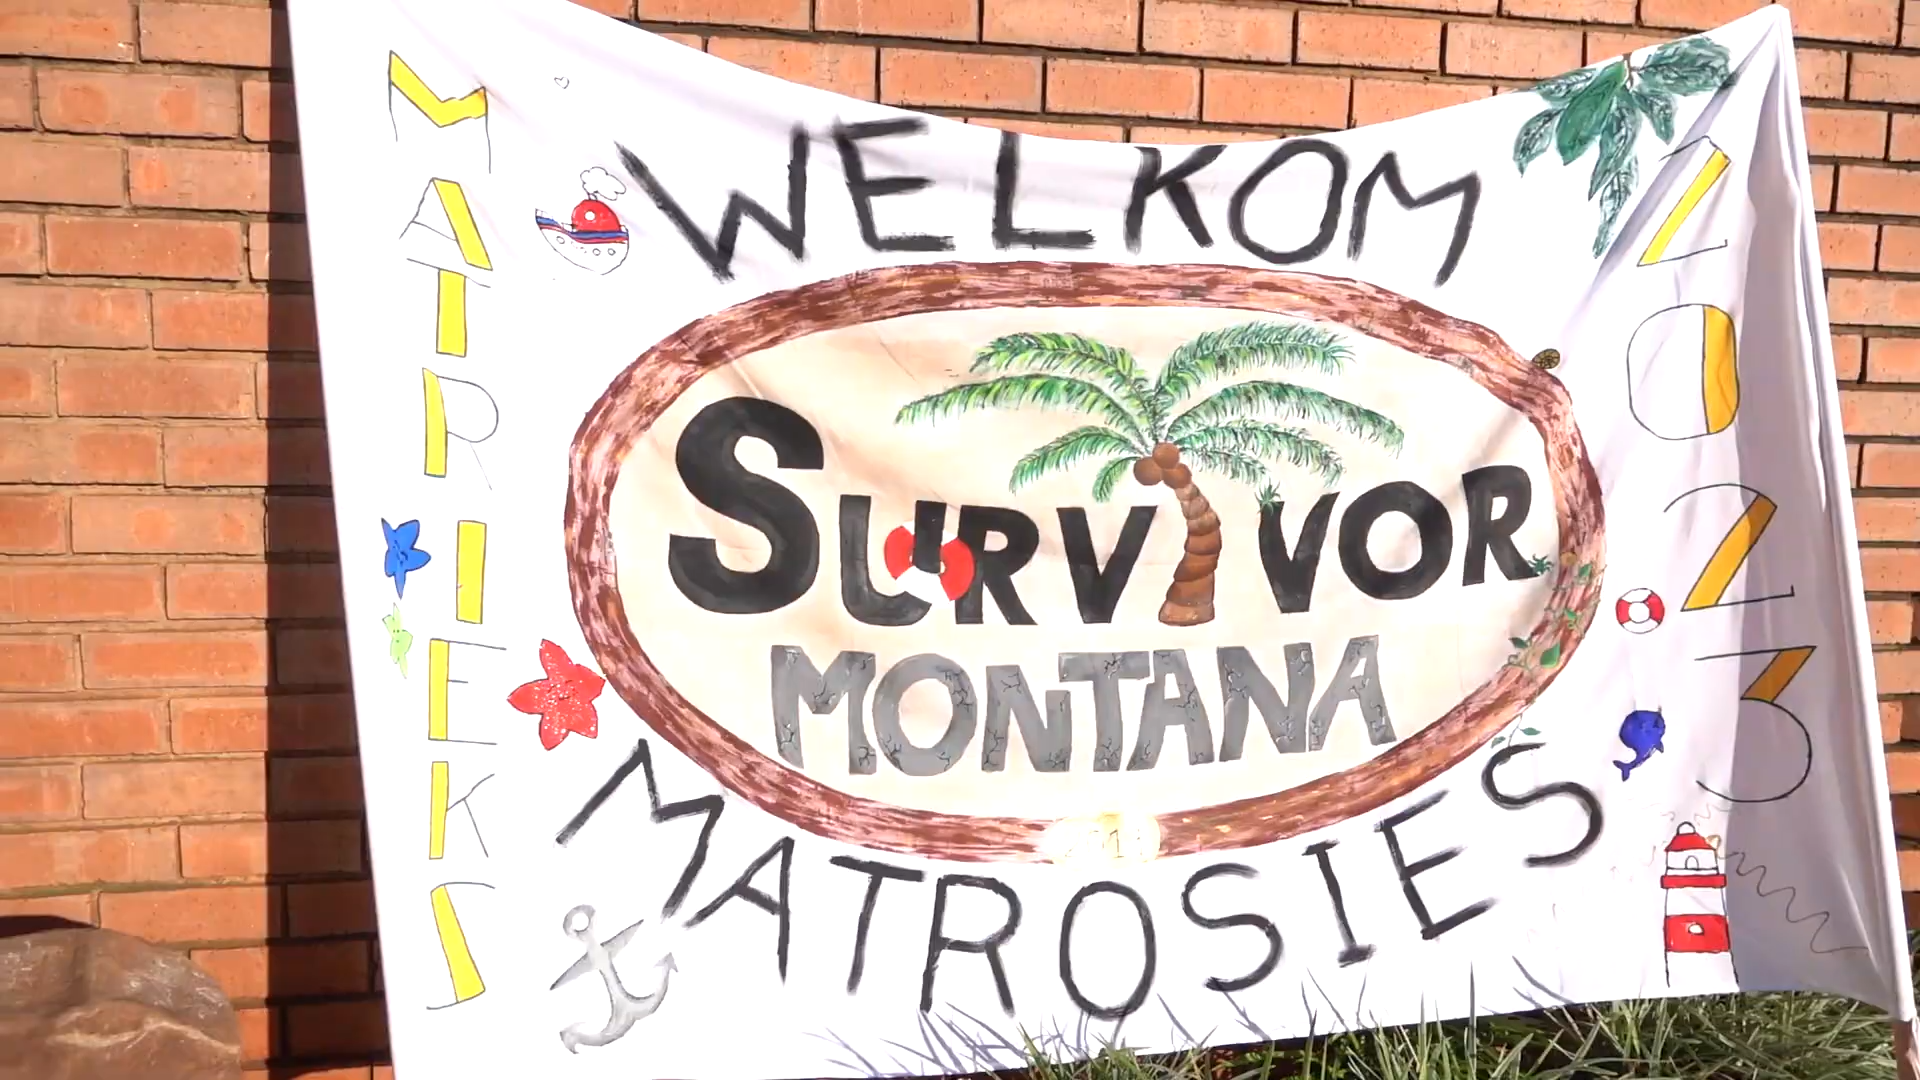 MATRIEKS
WELKOM
SURVIVOR
MONTANA
MATROSIES
2023